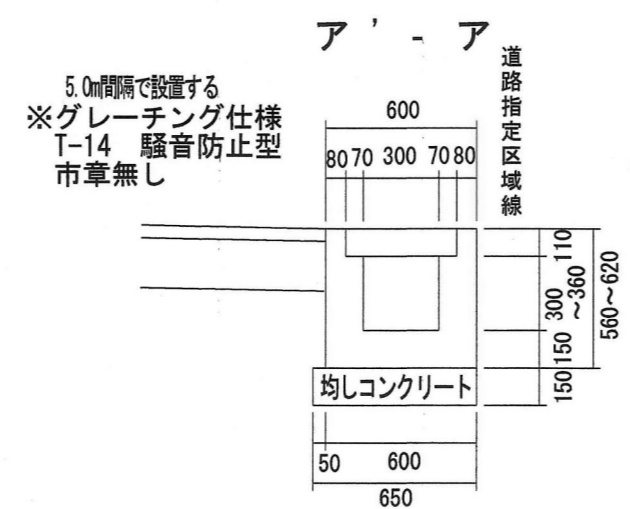 ア'-ア
道路指定区域線
5.0m間隔で設置する
※グレーチング仕様
T-14 騒音防止型
市章無し
600
80 70 300 70 80
110
300～360
150
150
560～620
均しコンクリート
50 600
650